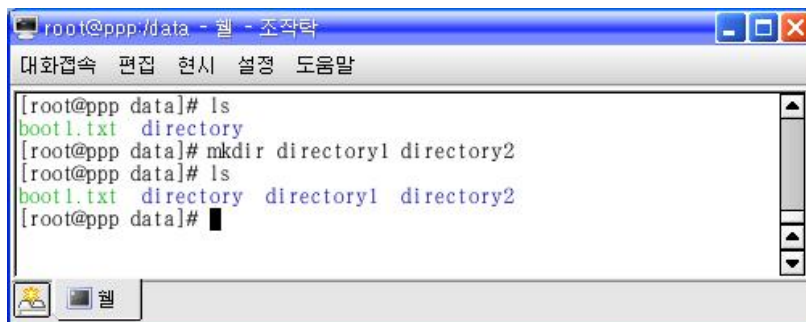 root@ppp:/data - 웰 - 조작탁
대화접속 편집 현시 설정 도움말
[root@ppp data]# ls
boot1.txt directory
[root@ppp data]# mkdir directory1 directory2
[root@ppp data]# ls
boot1.txt directory directory1 directory2
[root@ppp data]#
웰